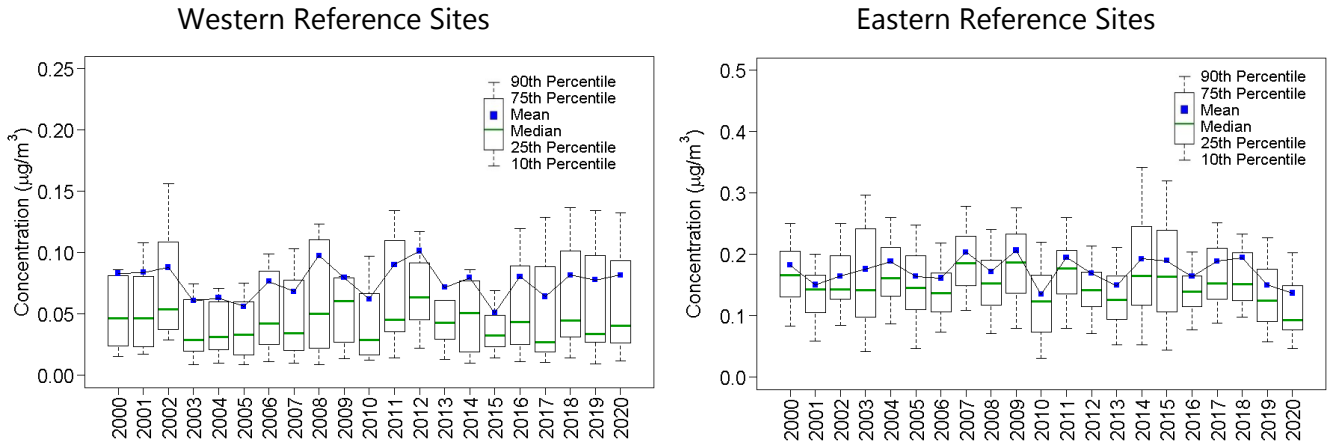 Western Reference Sites
Concentration (μg/m³)
0.25
0.20
0.15
0.10
0.05
0.00
90th Percentile
75th Percentile
Mean
Median
25th Percentile
10th Percentile
2000 2001 2002 2003 2004 2005 2006 2007 2008 2009 2010 2011 2012 2013 2014 2015 2016 2017 2018 2019 2020
Eastern Reference Sites
Concentration (μg/m³)
0.5
0.4
0.3
0.2
0.1
0.0
90th Percentile
75th Percentile
Mean
Median
25th Percentile
10th Percentile
2000 2001 2002 2003 2004 2005 2006 2007 2008 2009 2010 2011 2012 2013 2014 2015 2016 2017 2018 2019 2020